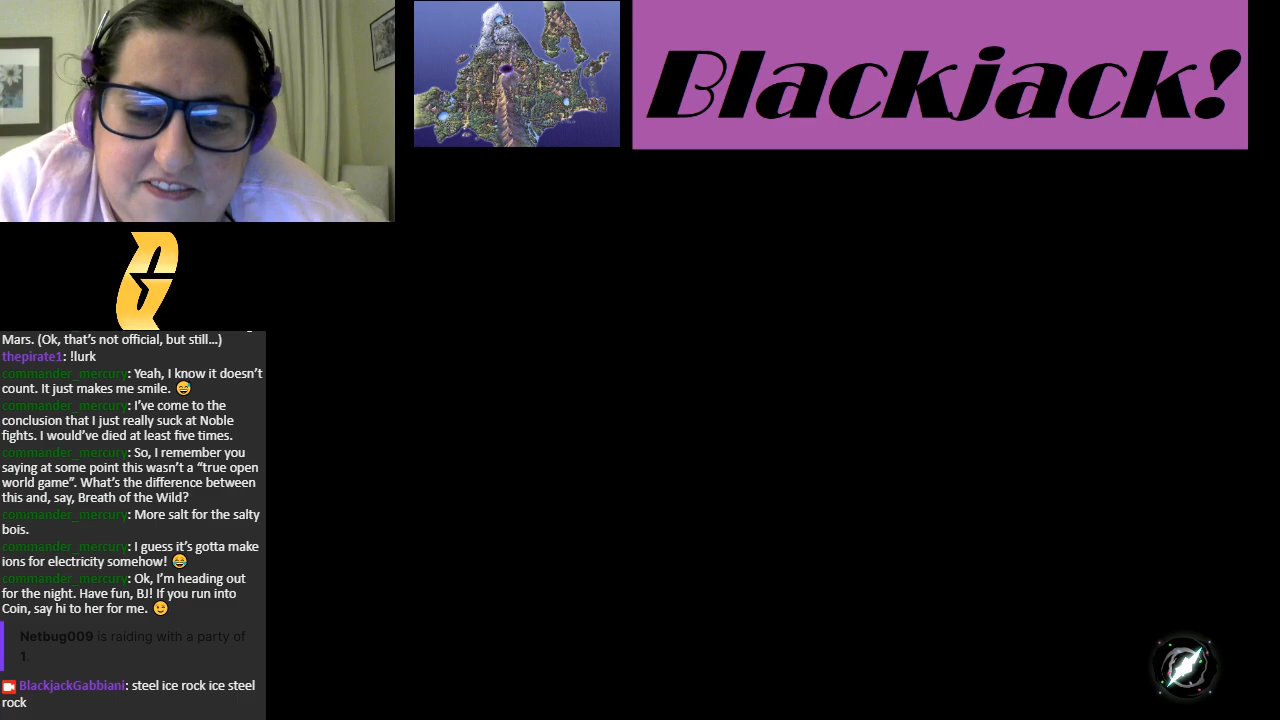 Blackjack!
Mars. (Ok, that's not official, but still...)
thepirate1: !lurk
commander_mercury: Yeah, I know it doesn't
count. It just makes me smile. 😅
commander_mercury: I've come to the
conclusion that I just really suck at Noble
fights. I would've died at least five times.
commander_mercury: So, I remember you
saying at some point this wasn't a “true open
world game”. What's the difference between
this and, say, Breath of the Wild?
commander_mercury: More salt for the salty
bois.
commander_mercury: I guess it's gotta make
ions for electricity somehow! 😂
commander_mercury: Ok, I'm heading out
for the night. Have fun, BJ! If you run into
Coin, say hi to her for me. 😉
Netbug009 is raiding with a party of
1.
BlackjackGabbiani: steel ice rock ice steel
rock